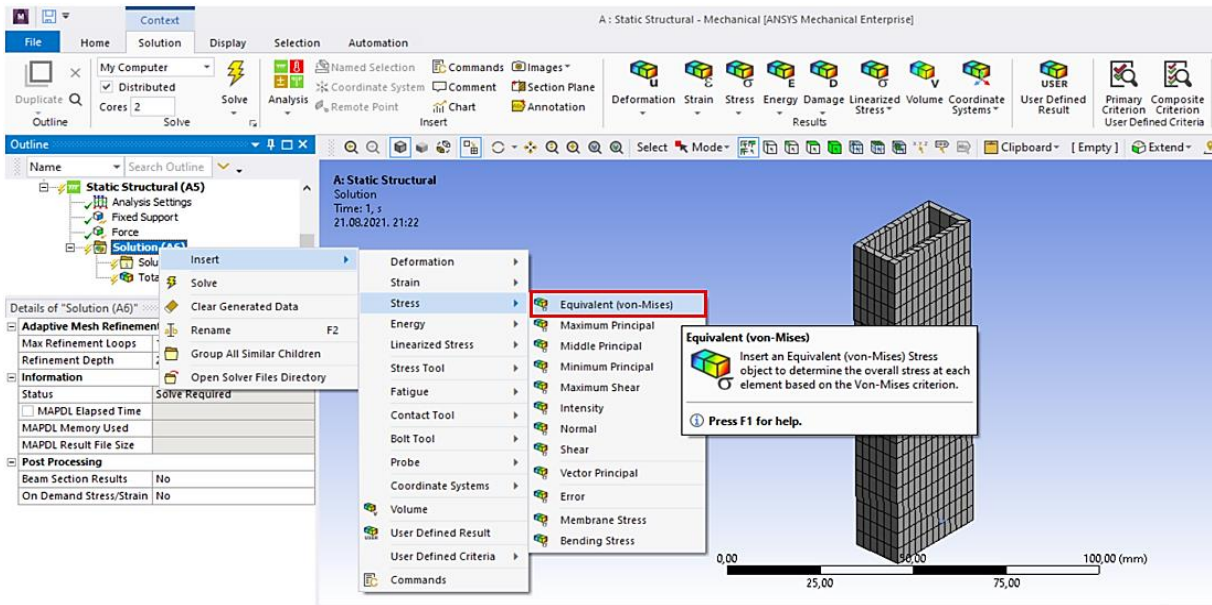 Context
A : Static Structural - Mechanical [ANSYS Mechanical Enterprise]
File Home Solution Display Selection Automation
Duplicate
Outline
My Computer
Distributed
Cores 2
Solve
Solve
Analysis
Named Selection
Coordinate System
Remote Point
Commands
Comment
Chart
Images
Section Plane
Annotation
Insert
u
Deformation
ε
Strain
σ
Stress
E
Energy
D
Damage
σ
Linearized
Stress
V
Volume
Coordinate
Systems
Results
USER
User Defined
Result
Primary
Criterion
Composite
Criterion
User Defined Criteria
Outline
Name Search Outline
Select Mode Clipboard [ Empty ] Extend
Static Structural (A5)
Analysis Settings
Fixed Support
Force
Solution (A6)
Solu
Tota
A: Static Structural
Solution
Time: 1, s
21.08.2021. 21:22
Insert
Solve
Clear Generated Data
Rename F2
Group All Similar Children
Open Solver Files Directory
Details of "Solution (A6)"
Adaptive Mesh Refinemen
Max Refinement Loops
Refinement Depth
Information
Status Solve Required
MAPDL Elapsed Time
MAPDL Memory Used
MAPDL Result File Size
Post Processing
Beam Section Results No
On Demand Stress/Strain No
Deformation
Strain
Stress
Energy
Linearized Stress
Stress Tool
Fatigue
Contact Tool
Bolt Tool
Probe
Coordinate Systems
Volume
USER
User Defined Result
User Defined Criteria
Commands
Equivalent (von-Mises)
Maximum Principal
Middle Principal
Minimum Principal
Maximum Shear
Intensity
Normal
Shear
Vector Principal
Error
Membrane Stress
Bending Stress
Equivalent (von-Mises)
σ
Insert an Equivalent (von-Mises) Stress
object to determine the overall stress at each
element based on the Von-Mises criterion.
Press F1 for help.
0,00 50,00 100,00 (mm)
25,00 75,00